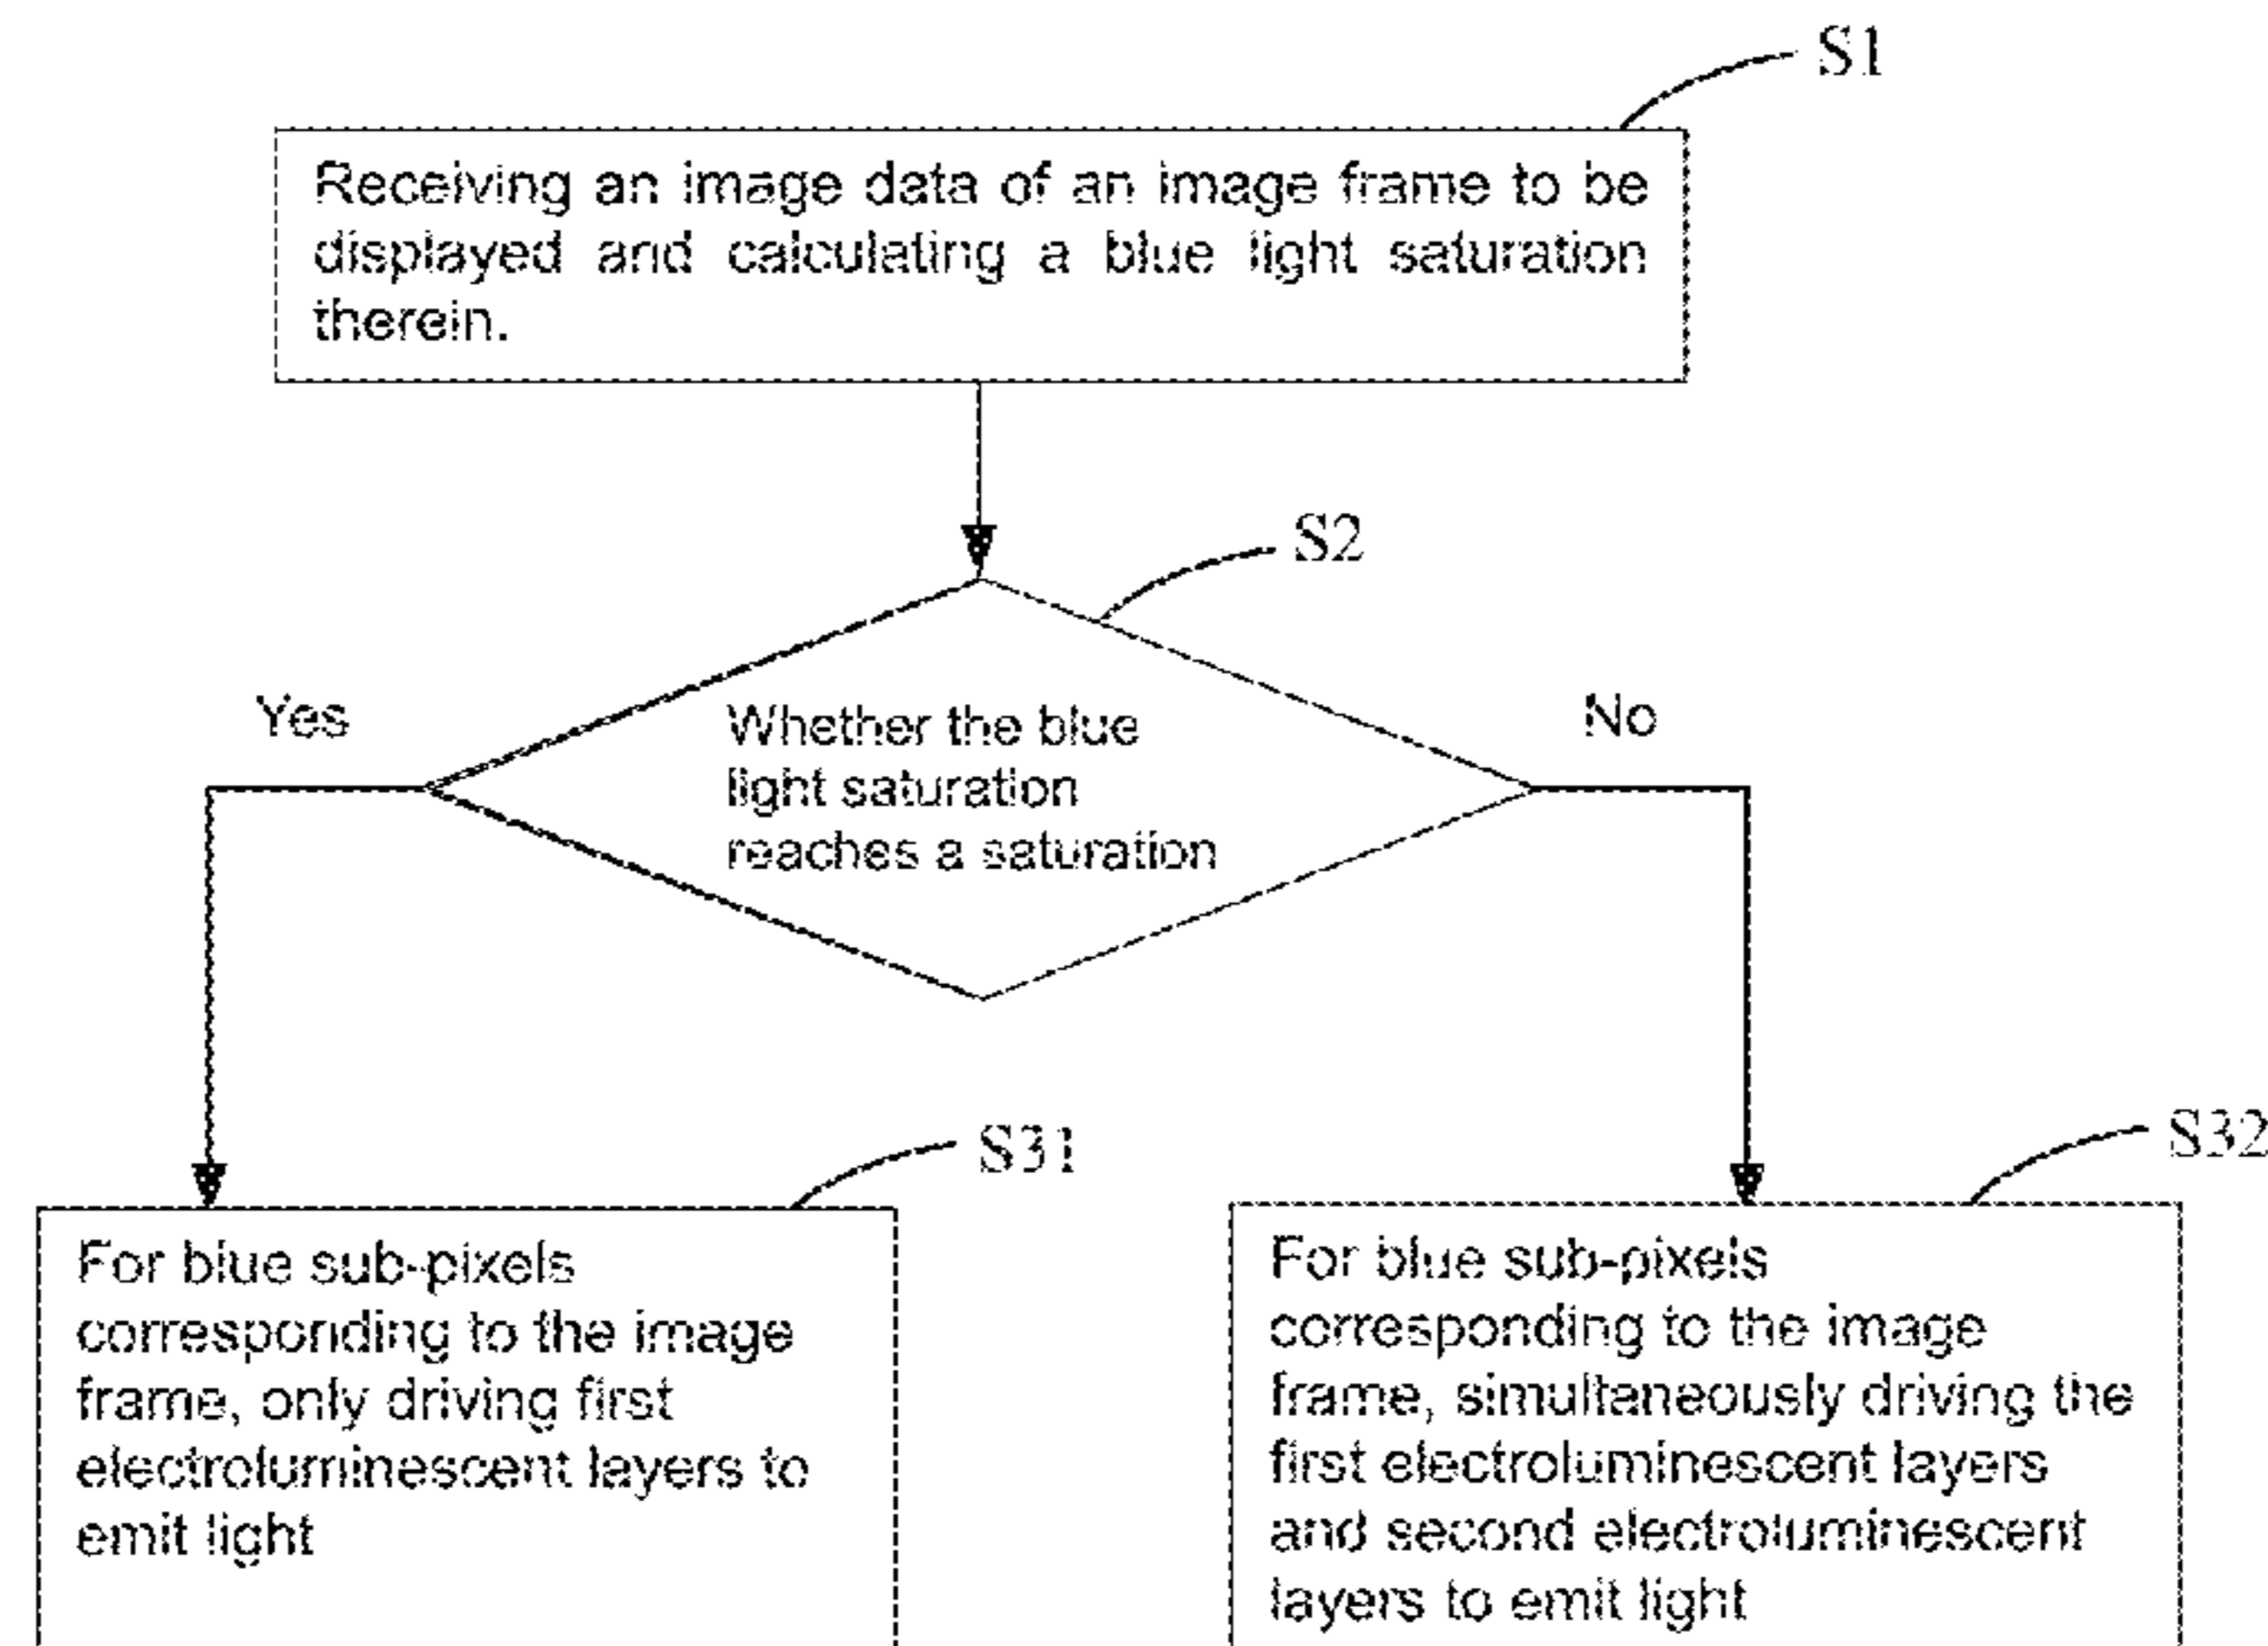 S1
Receiving an image data of an image frame to be
displayed and calculating a blue light saturation
therein.
S2
Yes
No
Whether the blue
light saturation
reaches a saturation
S31
S32
For blue sub-pixels
corresponding to the image
frame, only driving first
electroluminescent layers to
emit light
For blue sub-pixels
corresponding to the image
frame, simultaneously driving the
first electroluminescent layers
and second electroluminescent
layers to emit light